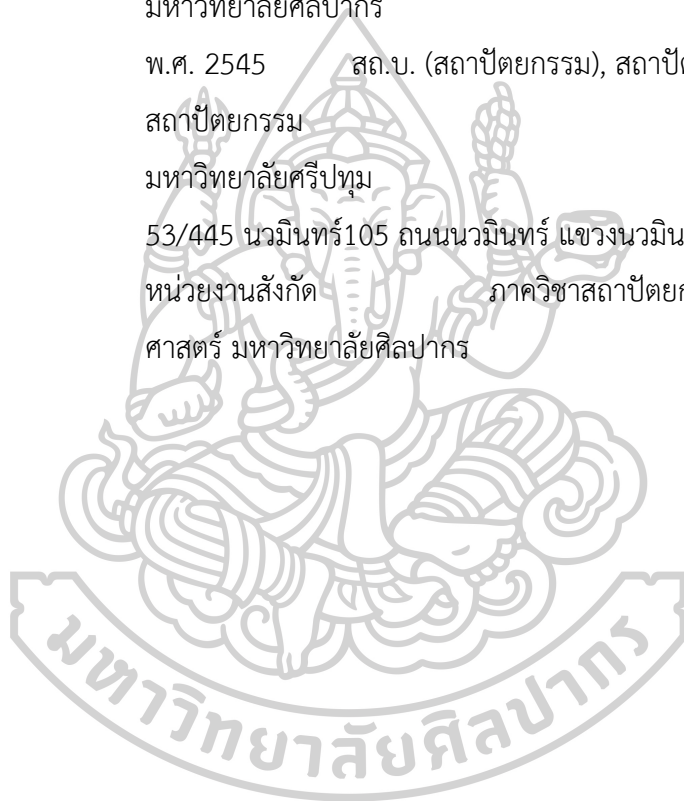 มหาวิทยาลัยศิลปากร
พ.ศ. 2545 สถ.บ. (สถาปัตยกรรม), สถาปั
สถาปัตยกรรม
มหาวิทยาลัยศรีปทุม
53/445 นวมินทร์105 ถนนนวมินทร์ แขวงนวมิน
หน่วยงานสังกัด ภาควิชาสถาปัตยก
ศาสตร์ มหาวิทยาลัยศิลปากร
มหาวิทยาลัยศิลปากร